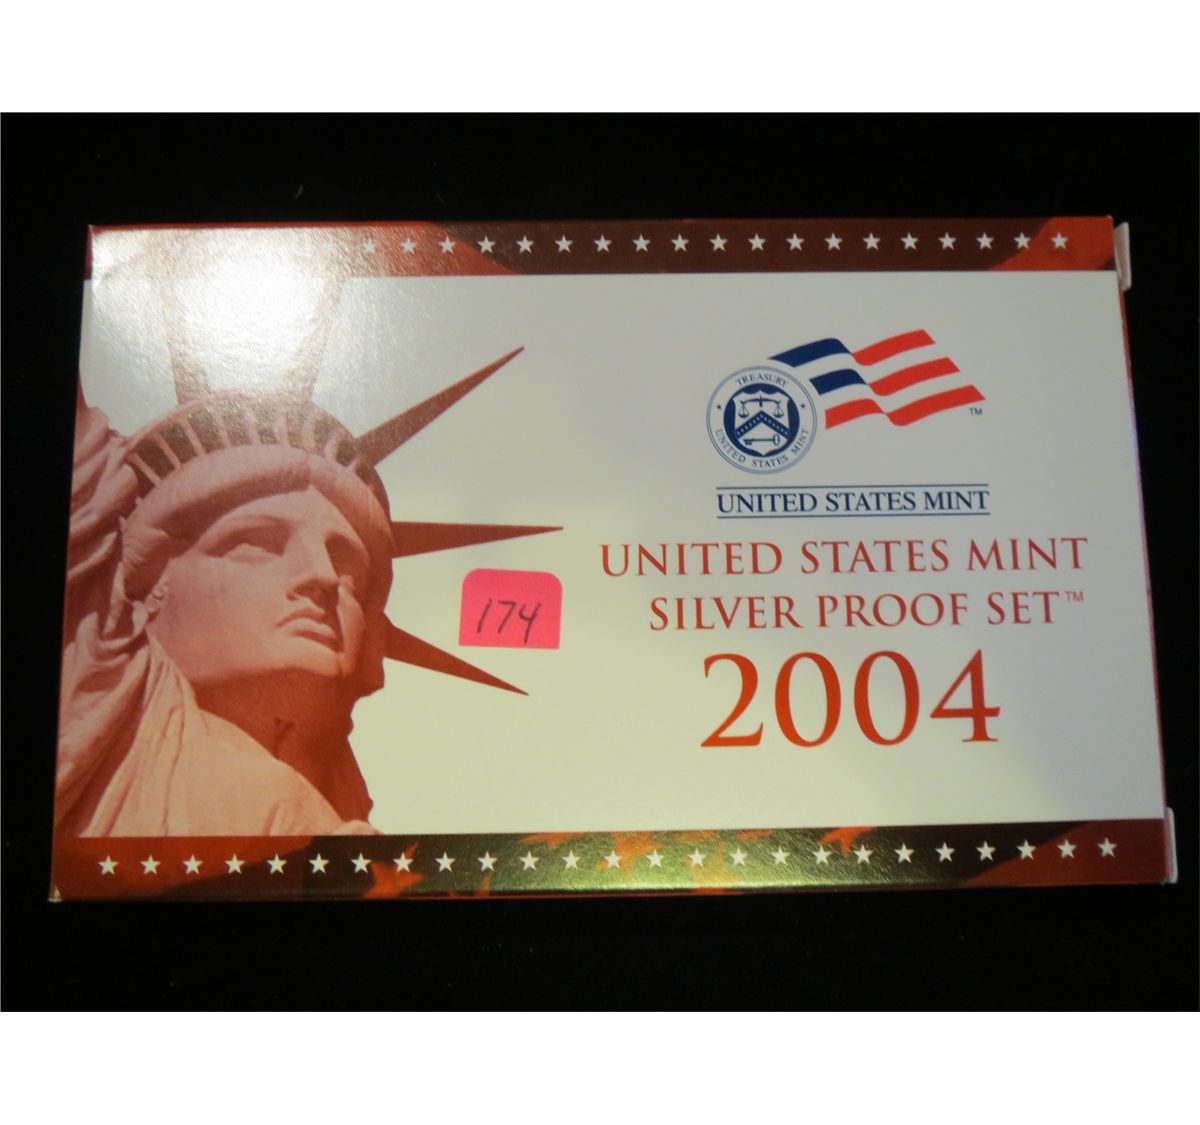 TREASURY
UNITED STATES MINT
TM
UNITED STATES MINT
UNITED STATES MINT
SILVER PROOF SET™
2004
174